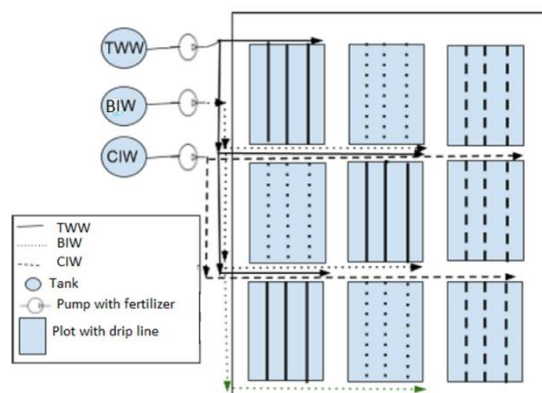 TWW
BIW
CIW
TWW
BIW
CIW
Tank
Pump with fertilizer
Plot with drip line